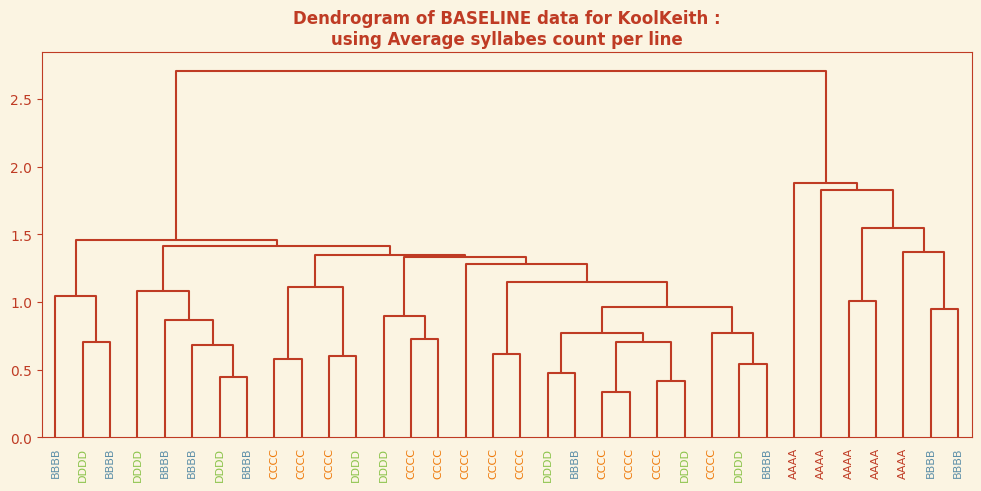 Dendrogram of BASELINE data for KoolKeith :
using Average syllabes count per line
2.5
2.0
1.5
1.0
0.5
0.0
BBBB DDDD BBBB DDDD BBBB BBBB DDDD BBBB CCCC CCCC CCCC DDDD DDDD CCCC CCCC CCCC CCCC CCCC DDDD BBBB CCCC CCCC CCCC DDDD CCCC DDDD BBBB AAAA AAAA AAAA AAAA AAAA BBBB BBBB